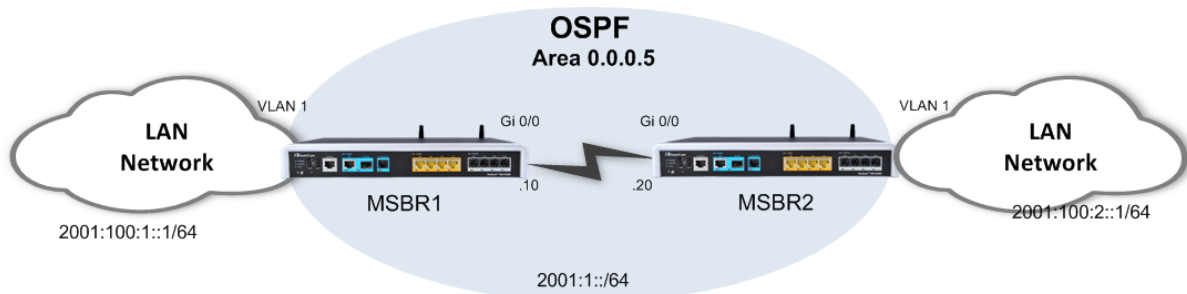 OSPF
Area 0.0.0.5
VLAN 1
Gi 0/0
Gi 0/0
VLAN 1
LAN
Network
LAN
Network
.10
.20
MSBR1
MSBR2
2001:100:1::1/64
2001:100:2::1/64
2001:1::/64